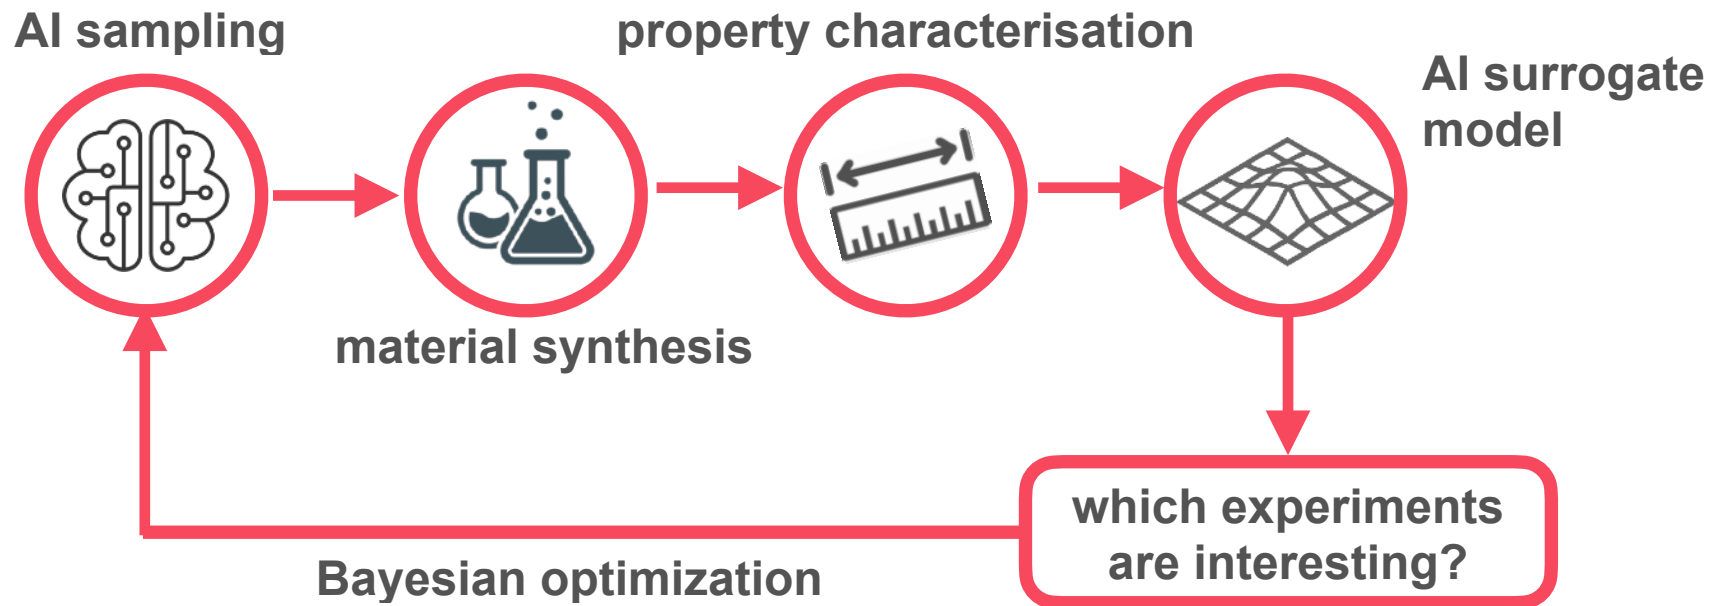 AI sampling
property characterisation
AI surrogate
model
material synthesis
which experiments
are interesting?
Bayesian optimization